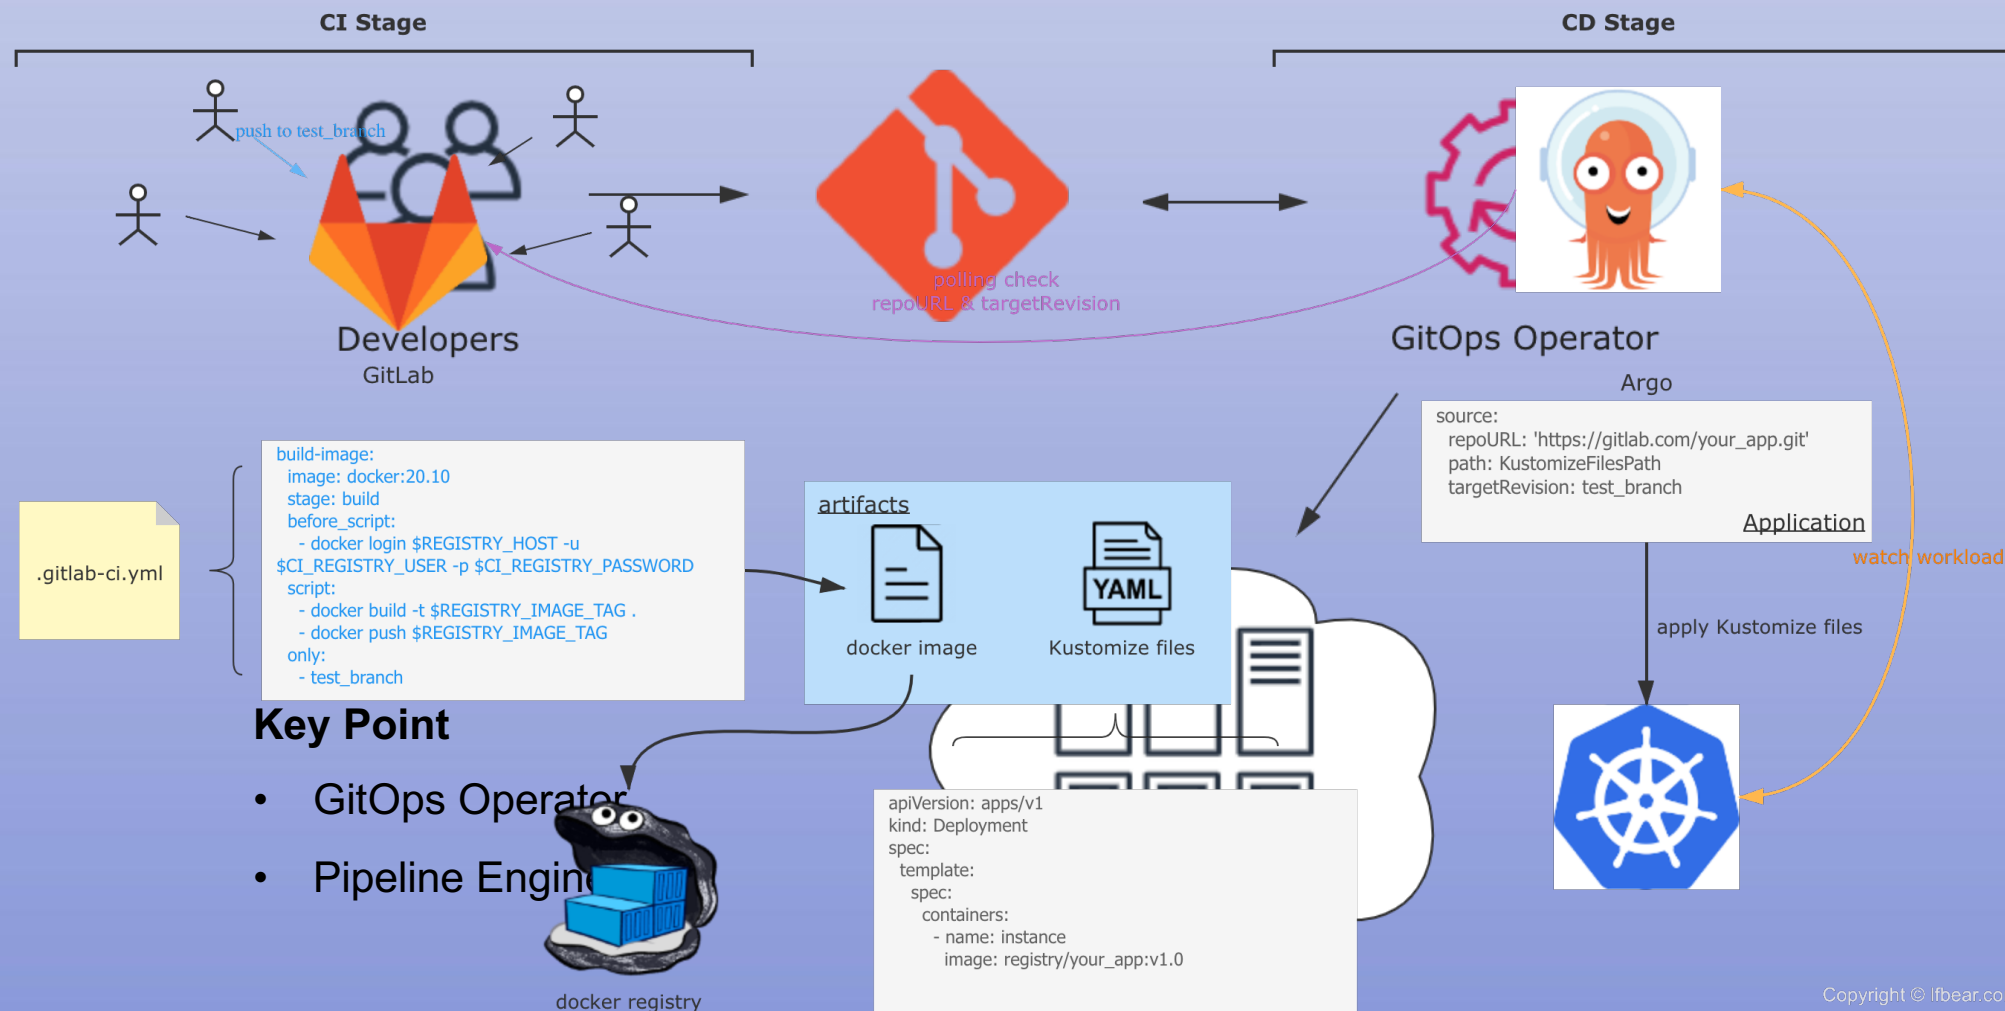 CI Stage
CD Stage
push to test_branch
polling check
repoURL & targetRevision
Developers
GitLab
GitOps Operator
Argo
source:
repoURL: 'https://gitlab.com/your_app.git'
path: KustomizeFilesPath
targetRevision: test_branch
Application
watch workload
apply Kustomize files
.gitlab-ci.yml
build-image:
image: docker:20.10
stage: build
before_script:
- docker login $REGISTRY_HOST -u
$CI_REGISTRY_USER -p $CI_REGISTRY_PASSWORD
script:
- docker build -t $REGISTRY_IMAGE_TAG .
- docker push $REGISTRY_IMAGE_TAG
only:
- test_branch
artifacts
YAML
docker image
Kustomize files
Key Point
• GitOps Operator
• Pipeline Engine
docker registry
apiVersion: apps/v1
kind: Deployment
spec:
template:
spec:
containers:
- name: instance
image: registry/your_app:v1.0
Copyright © lfbear.co